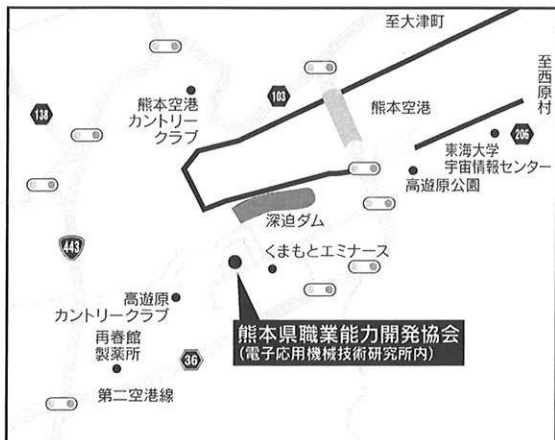 至大津町
至西原村
熊本空港
カントリー
クラブ
103
熊本空港
138
206
東海大学
宇宙情報センター
高遊原公園
深迫ダム
443
くまもとエミナース
高遊原
カントリークラブ
熊本県職業能力開発協会
(電子応用機械技術研究所内)
再春館
製薬所
36
第二空港線